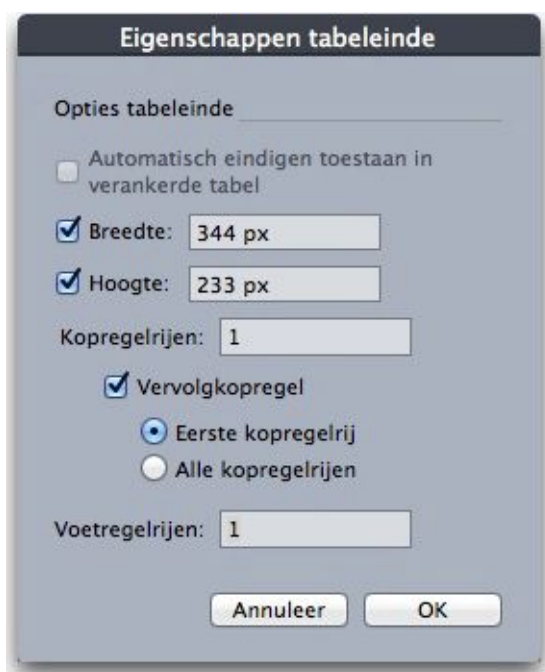 Eigenschappen tabeleinde
Opties tabeleinde
Automatisch eindigen toestaan in
verankerde tabel
Breedte: 344 px
Hoogte: 233 px
Kopregelrijen: 1
Vervolgkopregel
Eerste kopregelrij
Alle kopregelrijen
Voetregelrijen: 1
Annuleer OK